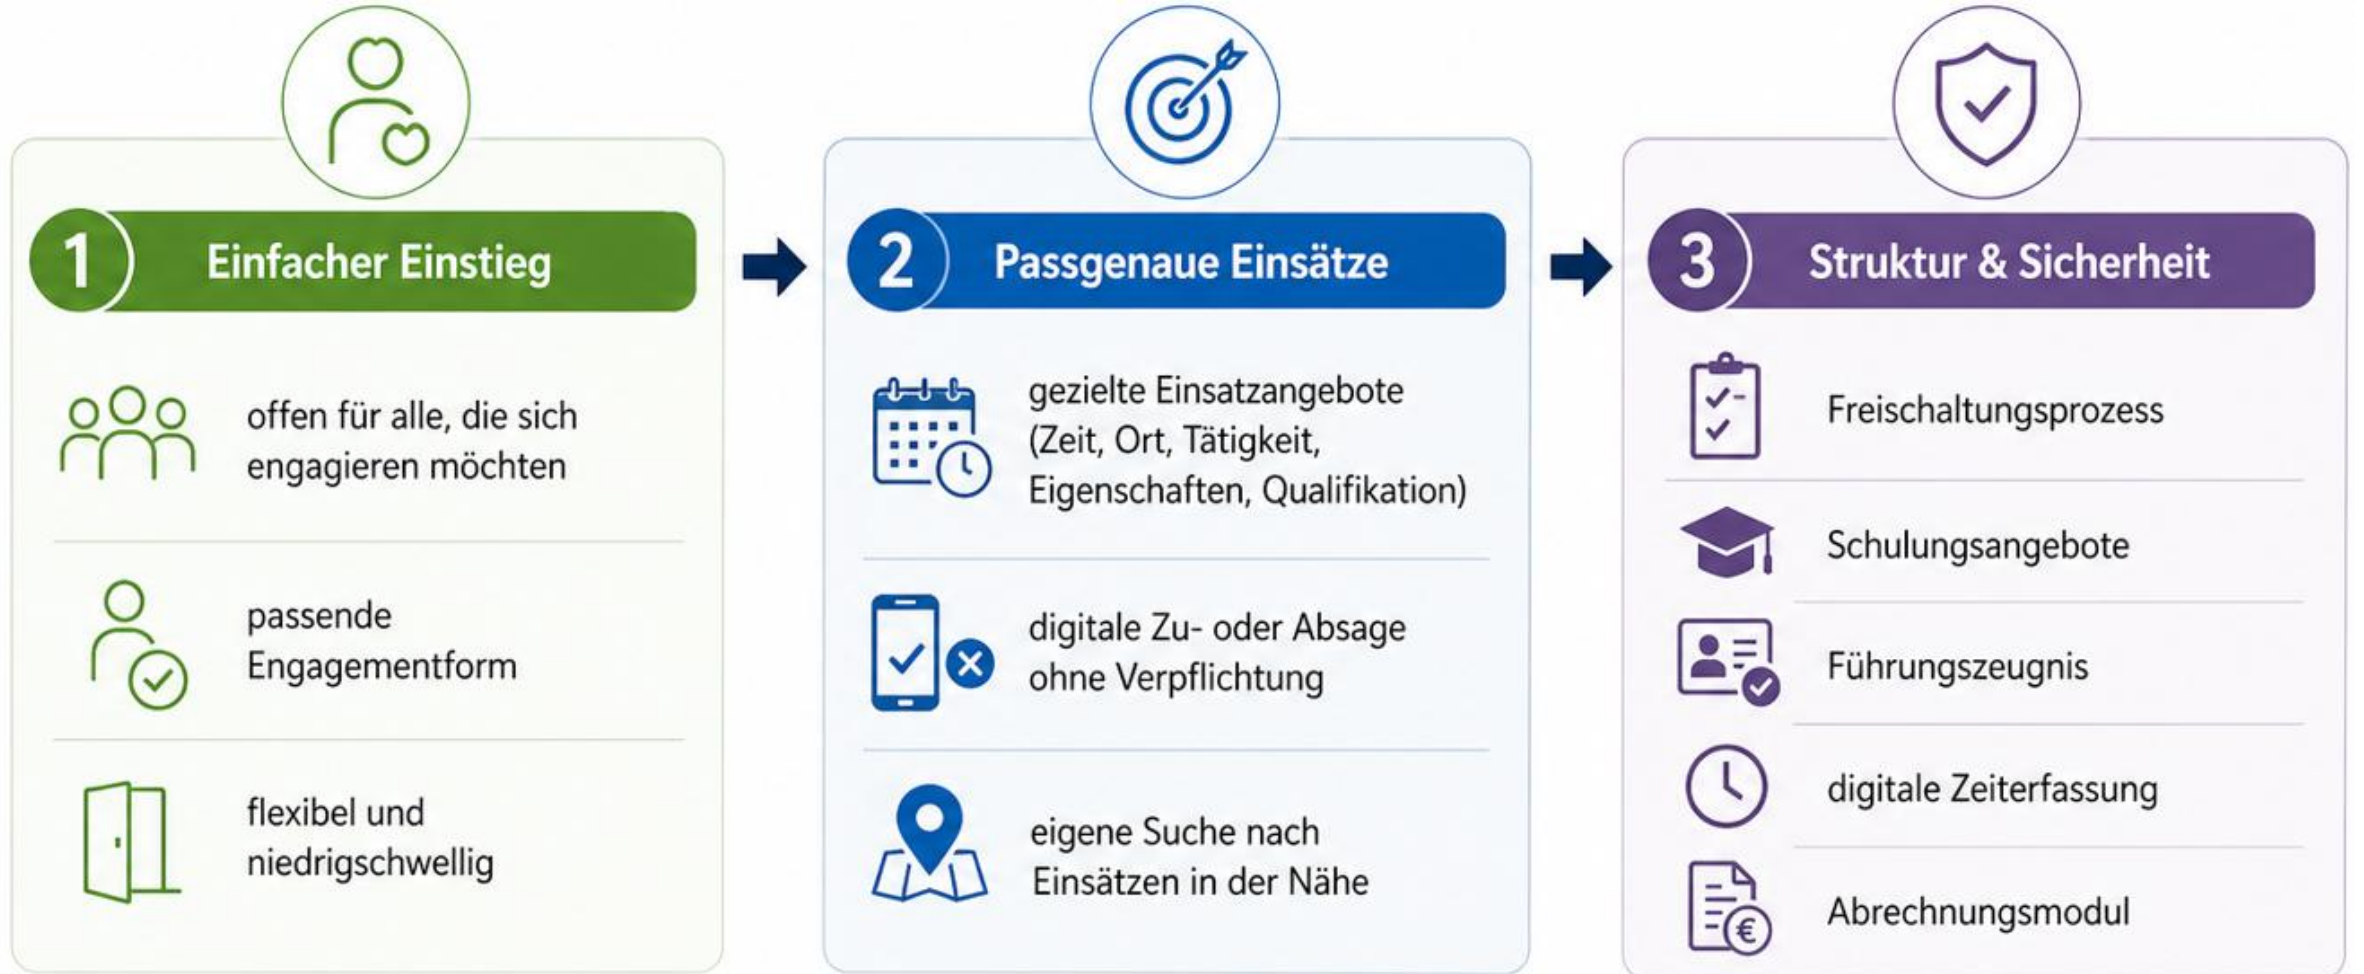 1
Einfacher Einstieg
offen für alle, die sich
engagieren möchten
passende
Engagementform
flexibel und
niedrigschwellig
2
Passgenaue Einsätze
gezielte Einsatzangebote
(Zeit, Ort, Tätigkeit,
Eigenschaften, Qualifikation)
digitale Zu- oder Absage
ohne Verpflichtung
eigene Suche nach
Einsätzen in der Nähe
3
Struktur & Sicherheit
Freischaltungsprozess
Schulungsangebote
Führungszeugnis
digitale Zeiterfassung
Abrechnungsmodul
€